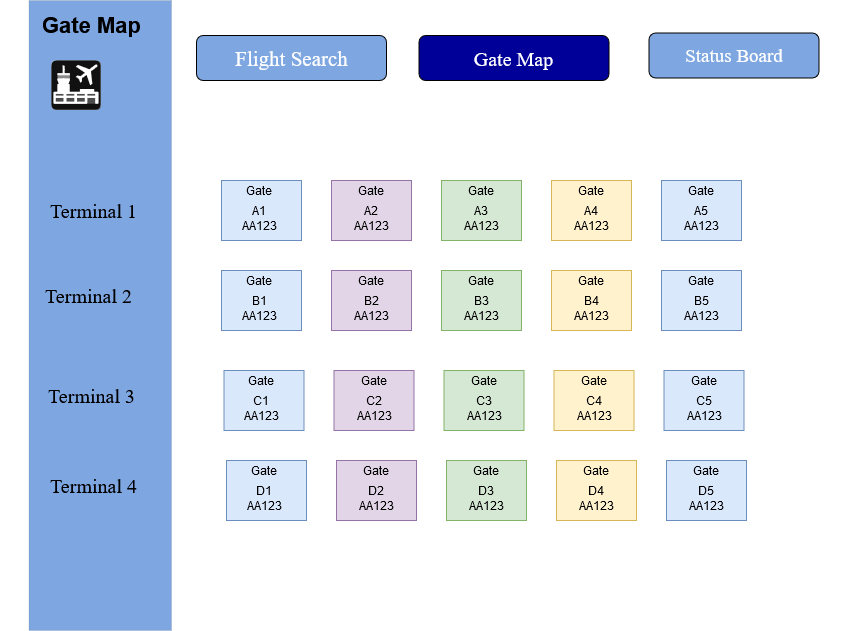 Gate Map
Flight Search
Gate Map
Status Board
Terminal 1
Gate
A1
AA123
Gate
A2
AA123
Gate
A3
AA123
Gate
A4
AA123
Gate
A5
AA123
Terminal 2
Gate
B1
AA123
Gate
B2
AA123
Gate
B3
AA123
Gate
B4
AA123
Gate
B5
AA123
Terminal 3
Gate
C1
AA123
Gate
C2
AA123
Gate
C3
AA123
Gate
C4
AA123
Gate
C5
AA123
Terminal 4
Gate
D1
AA123
Gate
D2
AA123
Gate
D3
AA123
Gate
D4
AA123
Gate
D5
AA123